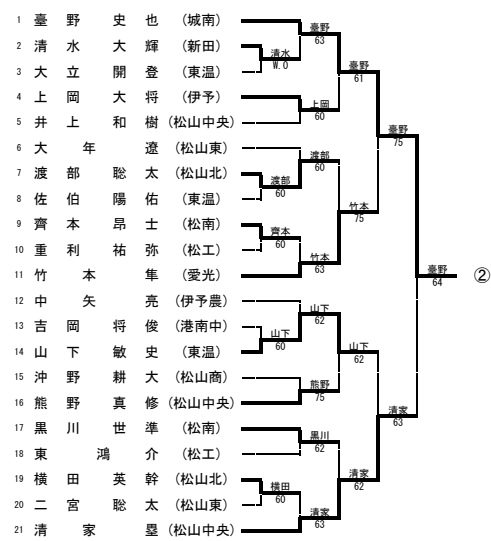 1 臺野 史也 (城南)
2 清水 大輝 (新田)
3 大立 開登 (東温)
4 上岡 大将 (伊予)
5 井上 和樹 (松山中央)
6 大年 遼 (松山東)
7 渡部 聡太 (松山北)
8 佐伯 陽佑 (東温)
9 齊本 昂士 (松南)
10 重利 祐弥 (松工)
11 竹本 隼 (愛光)
12 中矢 亮 (伊予農)
13 吉岡 将俊 (港南中)
14 山下 敏史 (東温)
15 沖野 耕大 (松山商)
16 熊野 真修 (松山中央)
17 黒川 世準 (松南)
18 東 鴻介 (松工)
19 横田 英幹 (松山北)
20 二宮 聡太 (松山東)
21 清家 塁 (松山中央)
清水
W.O
渡部
60
齊本
60
山下
60
横田
60
臺野
63
上岡
60
渡部
60
竹本
63
山下
62
熊野
75
黒川
62
清家
63
臺野
61
竹本
75
山下
62
清家
62
臺野
75
清家
63
臺野
64
②